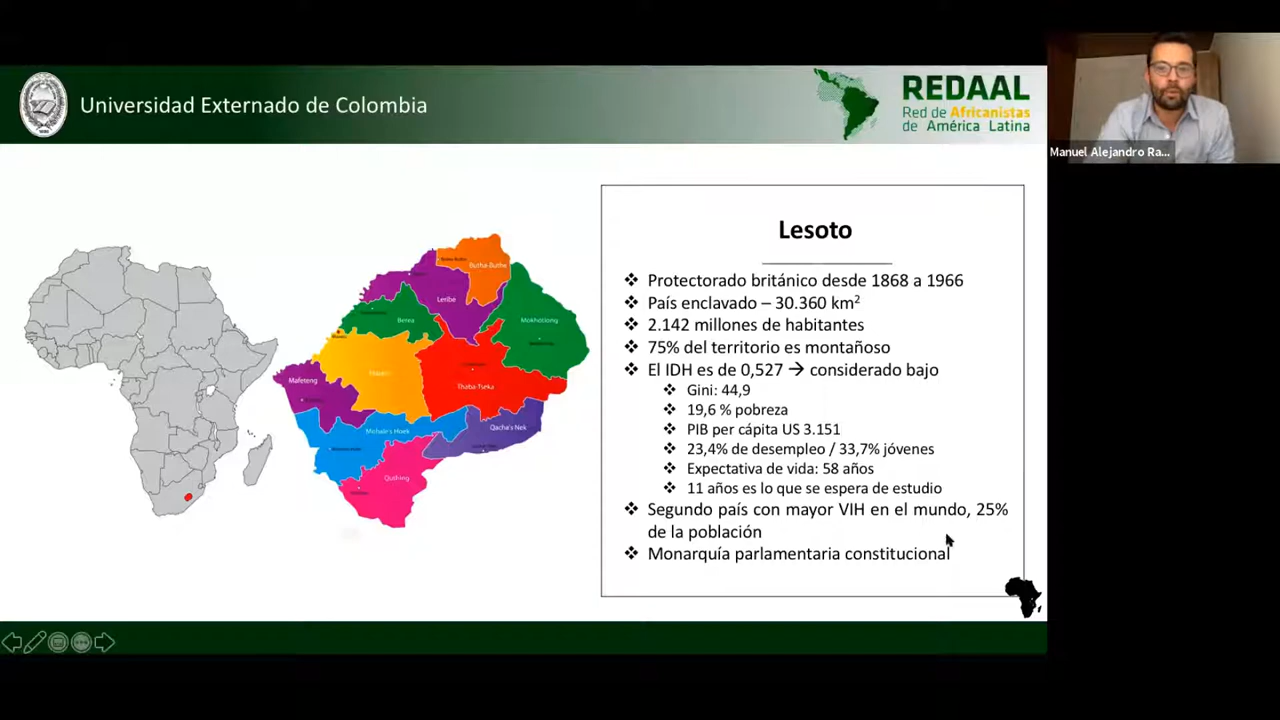 Universidad Externado de Colombia
REDAAL
Red de Africanistas
de América Latina
Manuel Alejandro Ra...
Lesoto
❖ Protectorado británico desde 1868 a 1966
❖ País enclavado – 30.360 km²
❖ 2.142 millones de habitantes
❖ 75% del territorio es montañoso
❖ El IDH es de 0,527 → considerado bajo
❖ Gini: 44,9
❖ 19,6 % pobreza
❖ PIB per cápita US 3.151
❖ 23,4% de desempleo / 33,7% jóvenes
❖ Expectativa de vida: 58 años
❖ 11 años es lo que se espera de estudio
❖ Segundo país con mayor VIH en el mundo, 25%
de la población
❖ Monarquía parlamentaria constitucional
Butha-Buthe
Leribe
Berea
Mokhotlong
Mafeteng
Thaba-Tseka
Mohale's Hoek
Qacha's Nek
Quthing